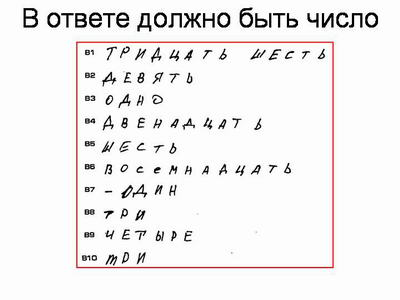 В ответе должно быть число
В1 ТРИДЦАТЬ ШЕСТЬ
В2 ДЕВЯТЬ
В3 ОДНО
В4 ДВЕНАДЦАТЬ
В5 ШЕСТЬ
В6 ВОСЕМНАДЦАТЬ
В7 - ОДИН
В8 ТРИ
В9 ЧЕТЫРЕ
В10 ТРИ